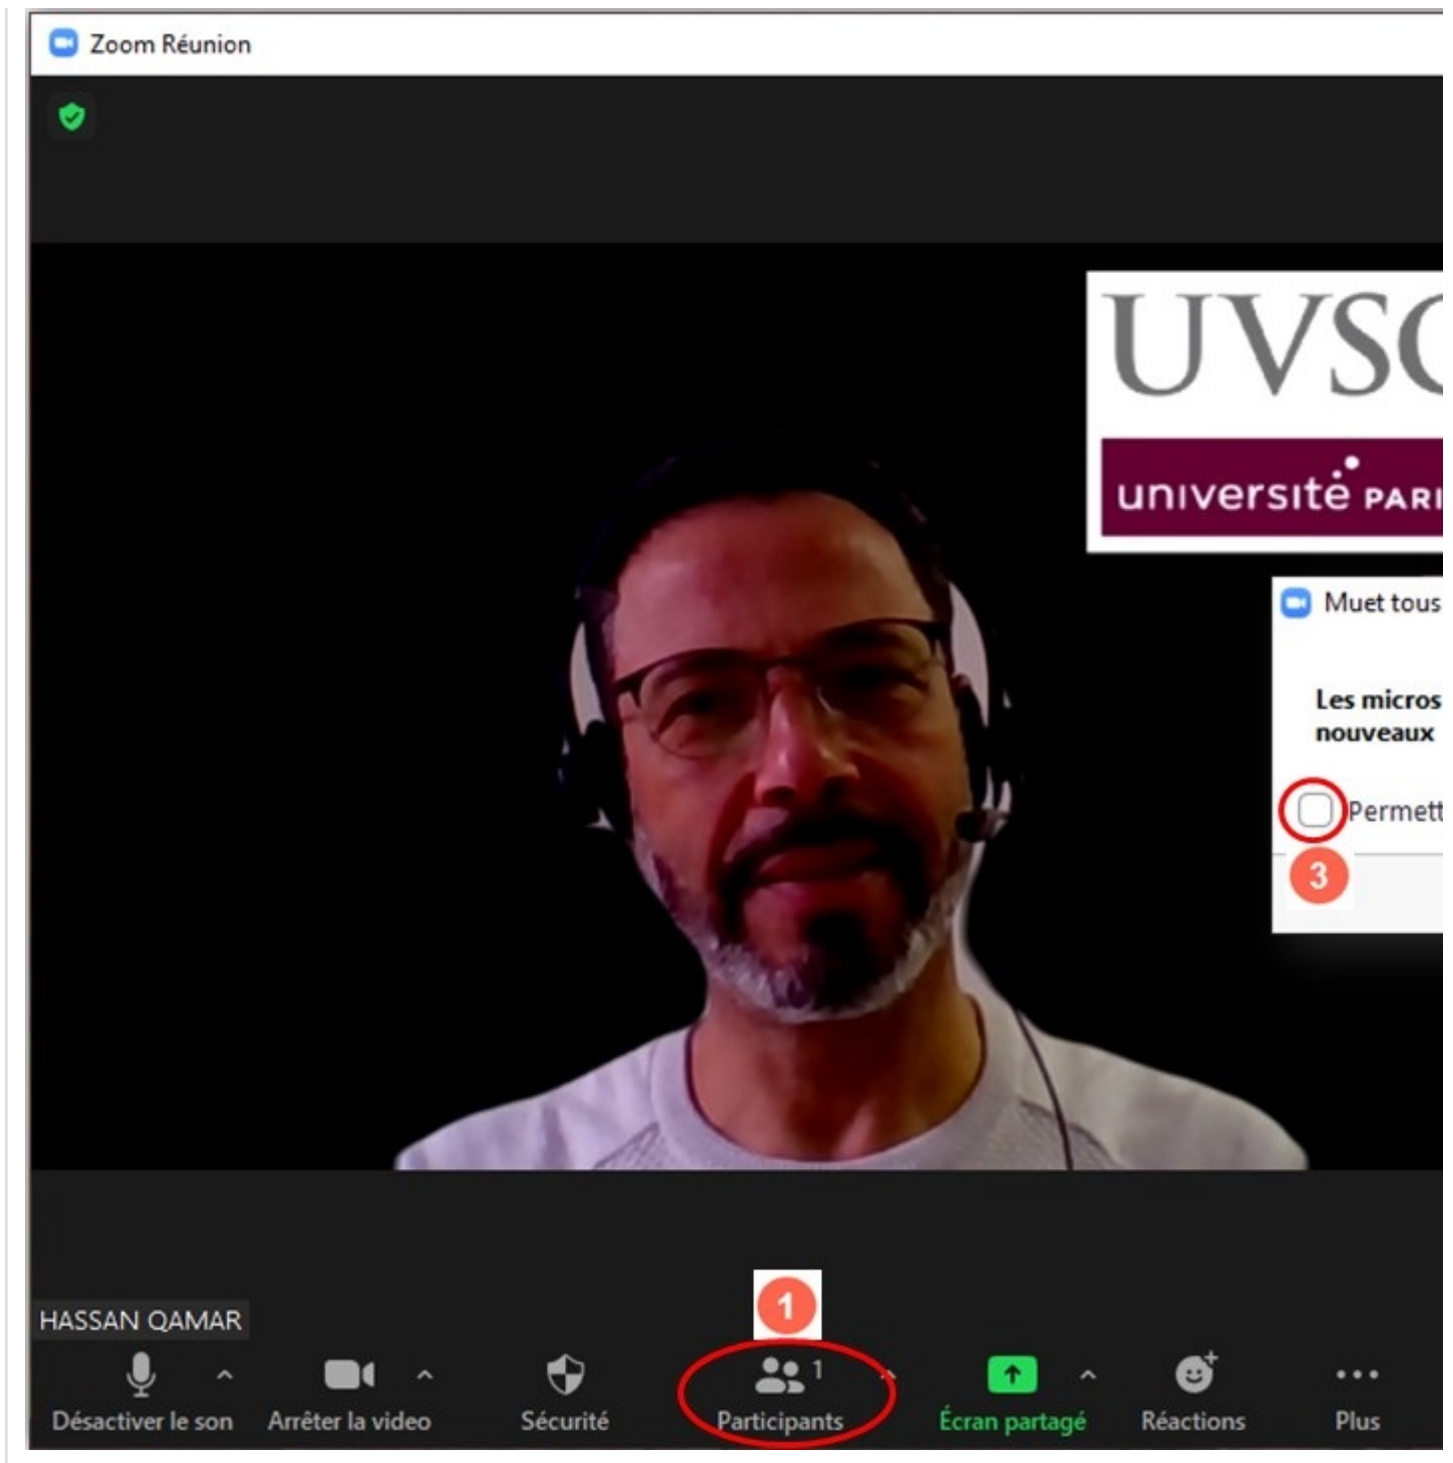 Zoom Réunion
UVSQ
université PARI
Muet tous
Les micros
nouveaux
Permett
3
1
HASSAN QAMAR
1
Désactiver le son
Arrêter la video
Sécurité
Participants
Écran partagé
Réactions
Plus